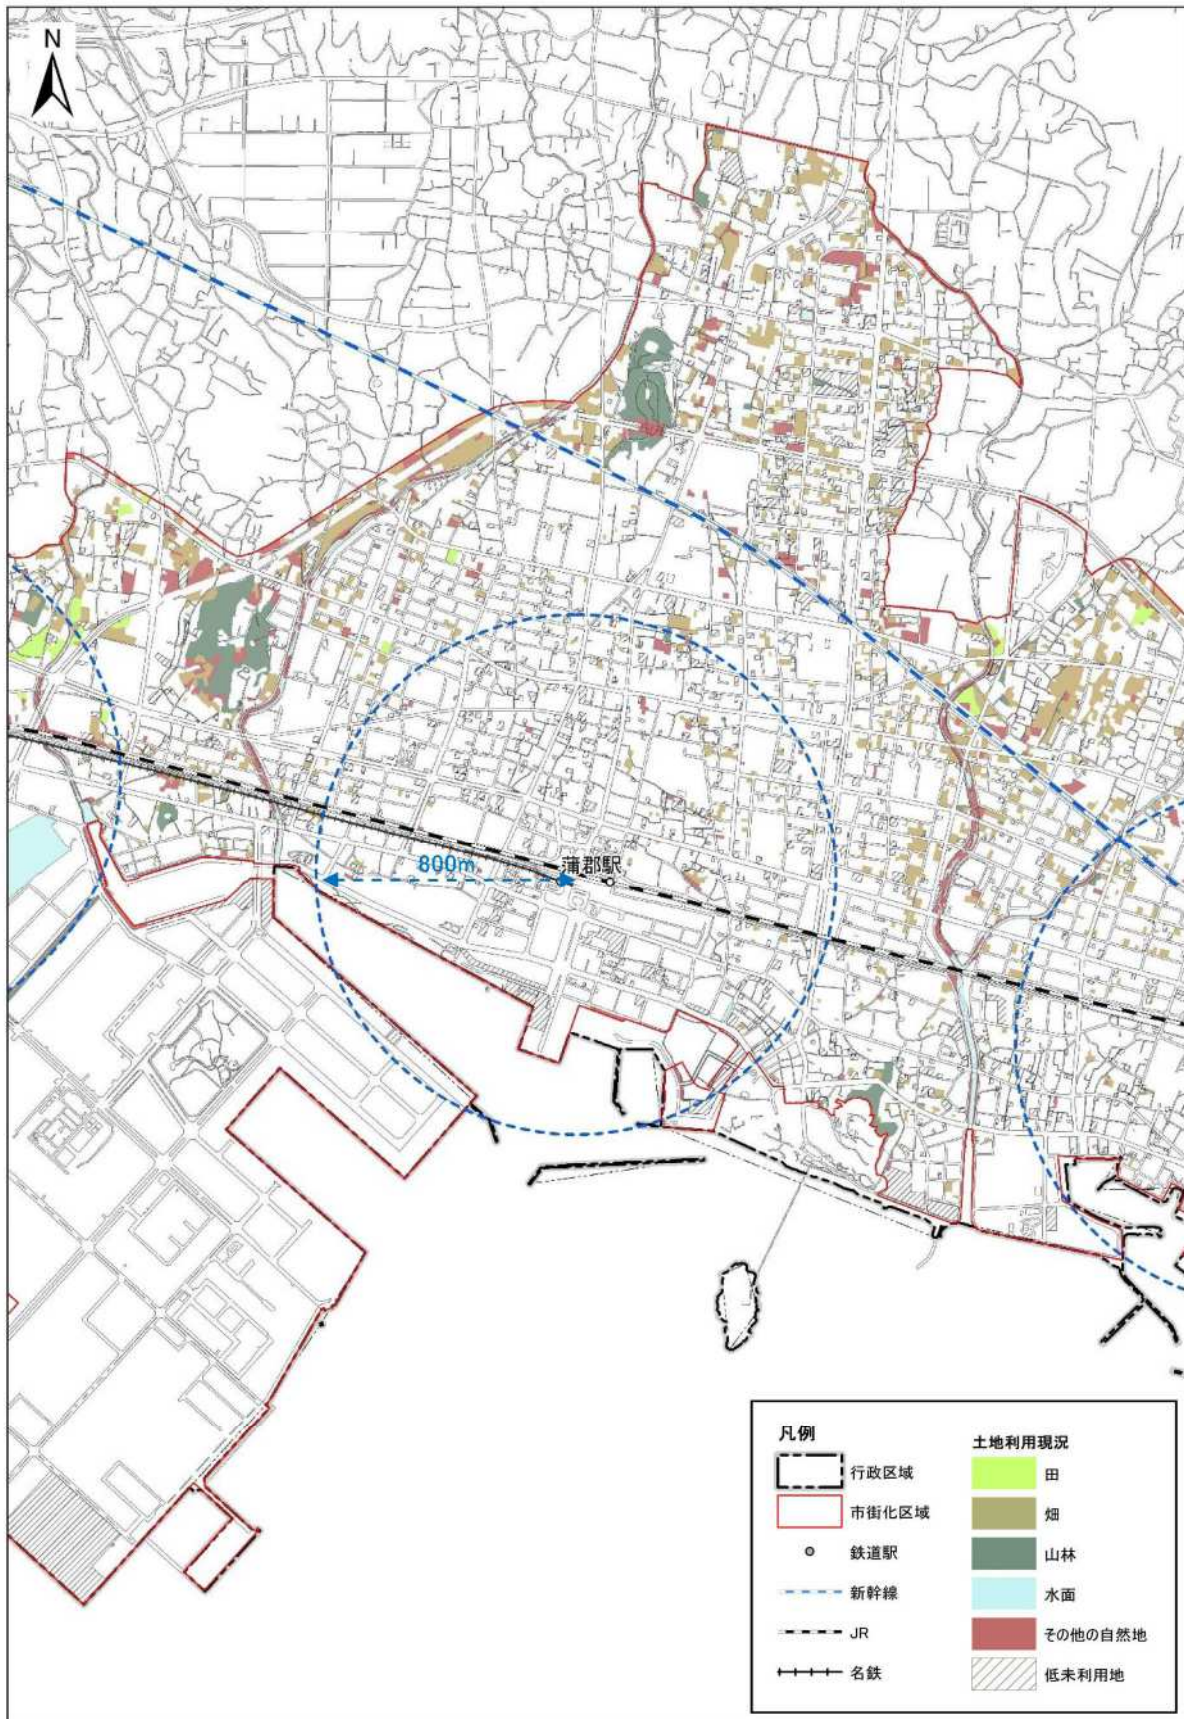 N
800m
蒲郡駅
凡例
行政区域
市街化区域
鉄道駅
新幹線
JR
名鉄
土地利用現況
田
畑
山林
水面
その他の自然地
低未利用地